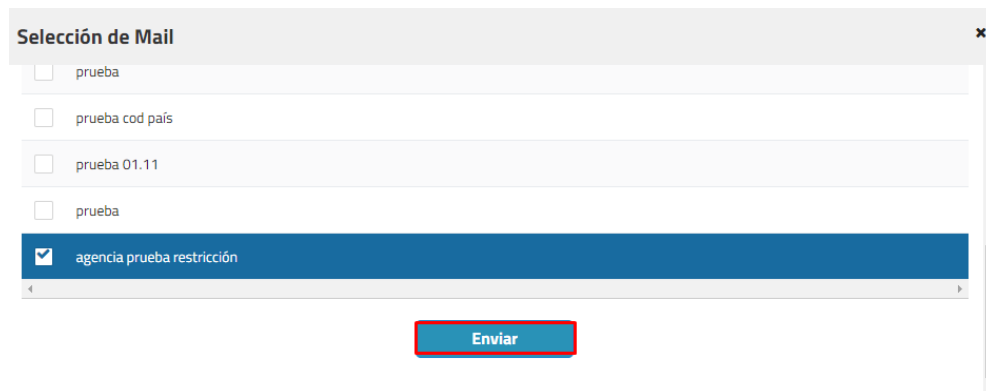 Selección de Mail
prueba
prueba cod país
prueba 01.11
prueba
agencia prueba restricción
Enviar